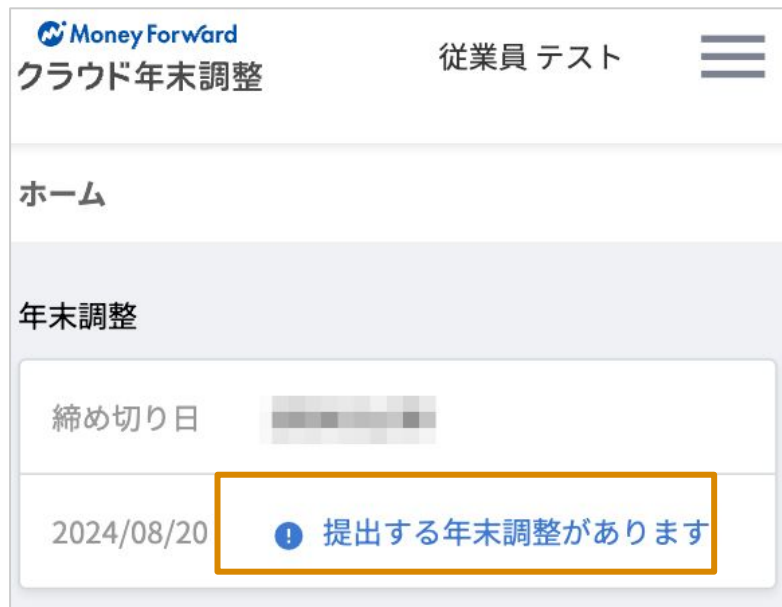 Money Forward
クラウド年末調整
従業員 テスト
ホーム
年末調整
締め切り日
2024/08/20 提出する年末調整があります